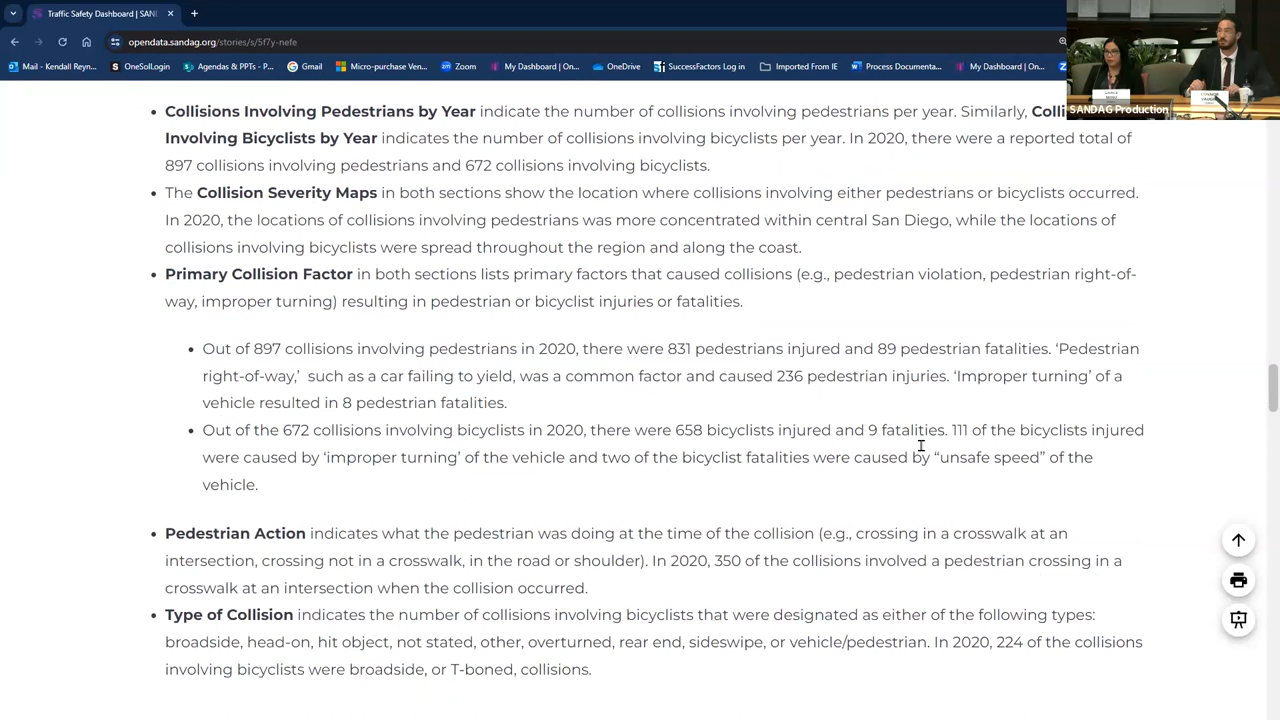 Traffic Safety Dashboard | SAN
opendata.sandag.org/stories/s/5f7y-nefe
Mail - Kendall Reyn...
OneSolLogin
Agendas & PPTs - P...
Gmail
Micro-purchase Log...
OneDrive
Zoom
My Dashboard | On...
OneDrive
SuccessFactors Log in
Imported From IE
Process Documenta...
My Dashboard | On...
SANDAG Production
Collisions Involving Pedestrians by Ye umber of collisions involving pedestrians per year. Similarly, Colli
Involving Bicyclists by Year indicates the number of collisions involving bicyclists per year. In 2020, there were a reported total of
897 collisions involving pedestrians and 672 collisions involving bicyclists.
The Collision Severity Maps in both sections show the location where collisions involving either pedestrians or bicyclists occurred.
In 2020, the locations of collisions involving pedestrians was more concentrated within central San Diego, while the locations of
collisions involving bicyclists were spread throughout the region and along the coast.
Primary Collision Factor in both sections lists primary factors that caused collisions (e.g., pedestrian violation, pedestrian right-of-
way, improper turning) resulting in pedestrian or bicyclist injuries or fatalities.
Out of 897 collisions involving pedestrians in 2020, there were 831 pedestrians injured and 89 pedestrian fatalities. ‘Pedestrian
right-of-way,’ such as a car failing to yield, was a common factor and caused 236 pedestrian injuries. ‘Improper turning’ of a
vehicle resulted in 8 pedestrian fatalities.
Out of the 672 collisions involving bicyclists in 2020, there were 658 bicyclists injured and 9 fatalities. 111 of the bicyclists injured
were caused by ‘improper turning’ of the vehicle and two of the bicyclist fatalities were caused by “unsafe speed” of the
vehicle.
Pedestrian Action indicates what the pedestrian was doing at the time of the collision (e.g., crossing in a crosswalk at an
intersection, crossing not in a crosswalk, in the road or shoulder). In 2020, 350 of the collisions involved a pedestrian crossing in a
crosswalk at an intersection when the collision occurred.
Type of Collision indicates the number of collisions involving bicyclists that were designated as either of the following types:
broadside, head-on, hit object, not stated, other, overturned, rear end, sideswipe, or vehicle/pedestrian. In 2020, 224 of the collisions
involving bicyclists were broadside, or T-boned, collisions.